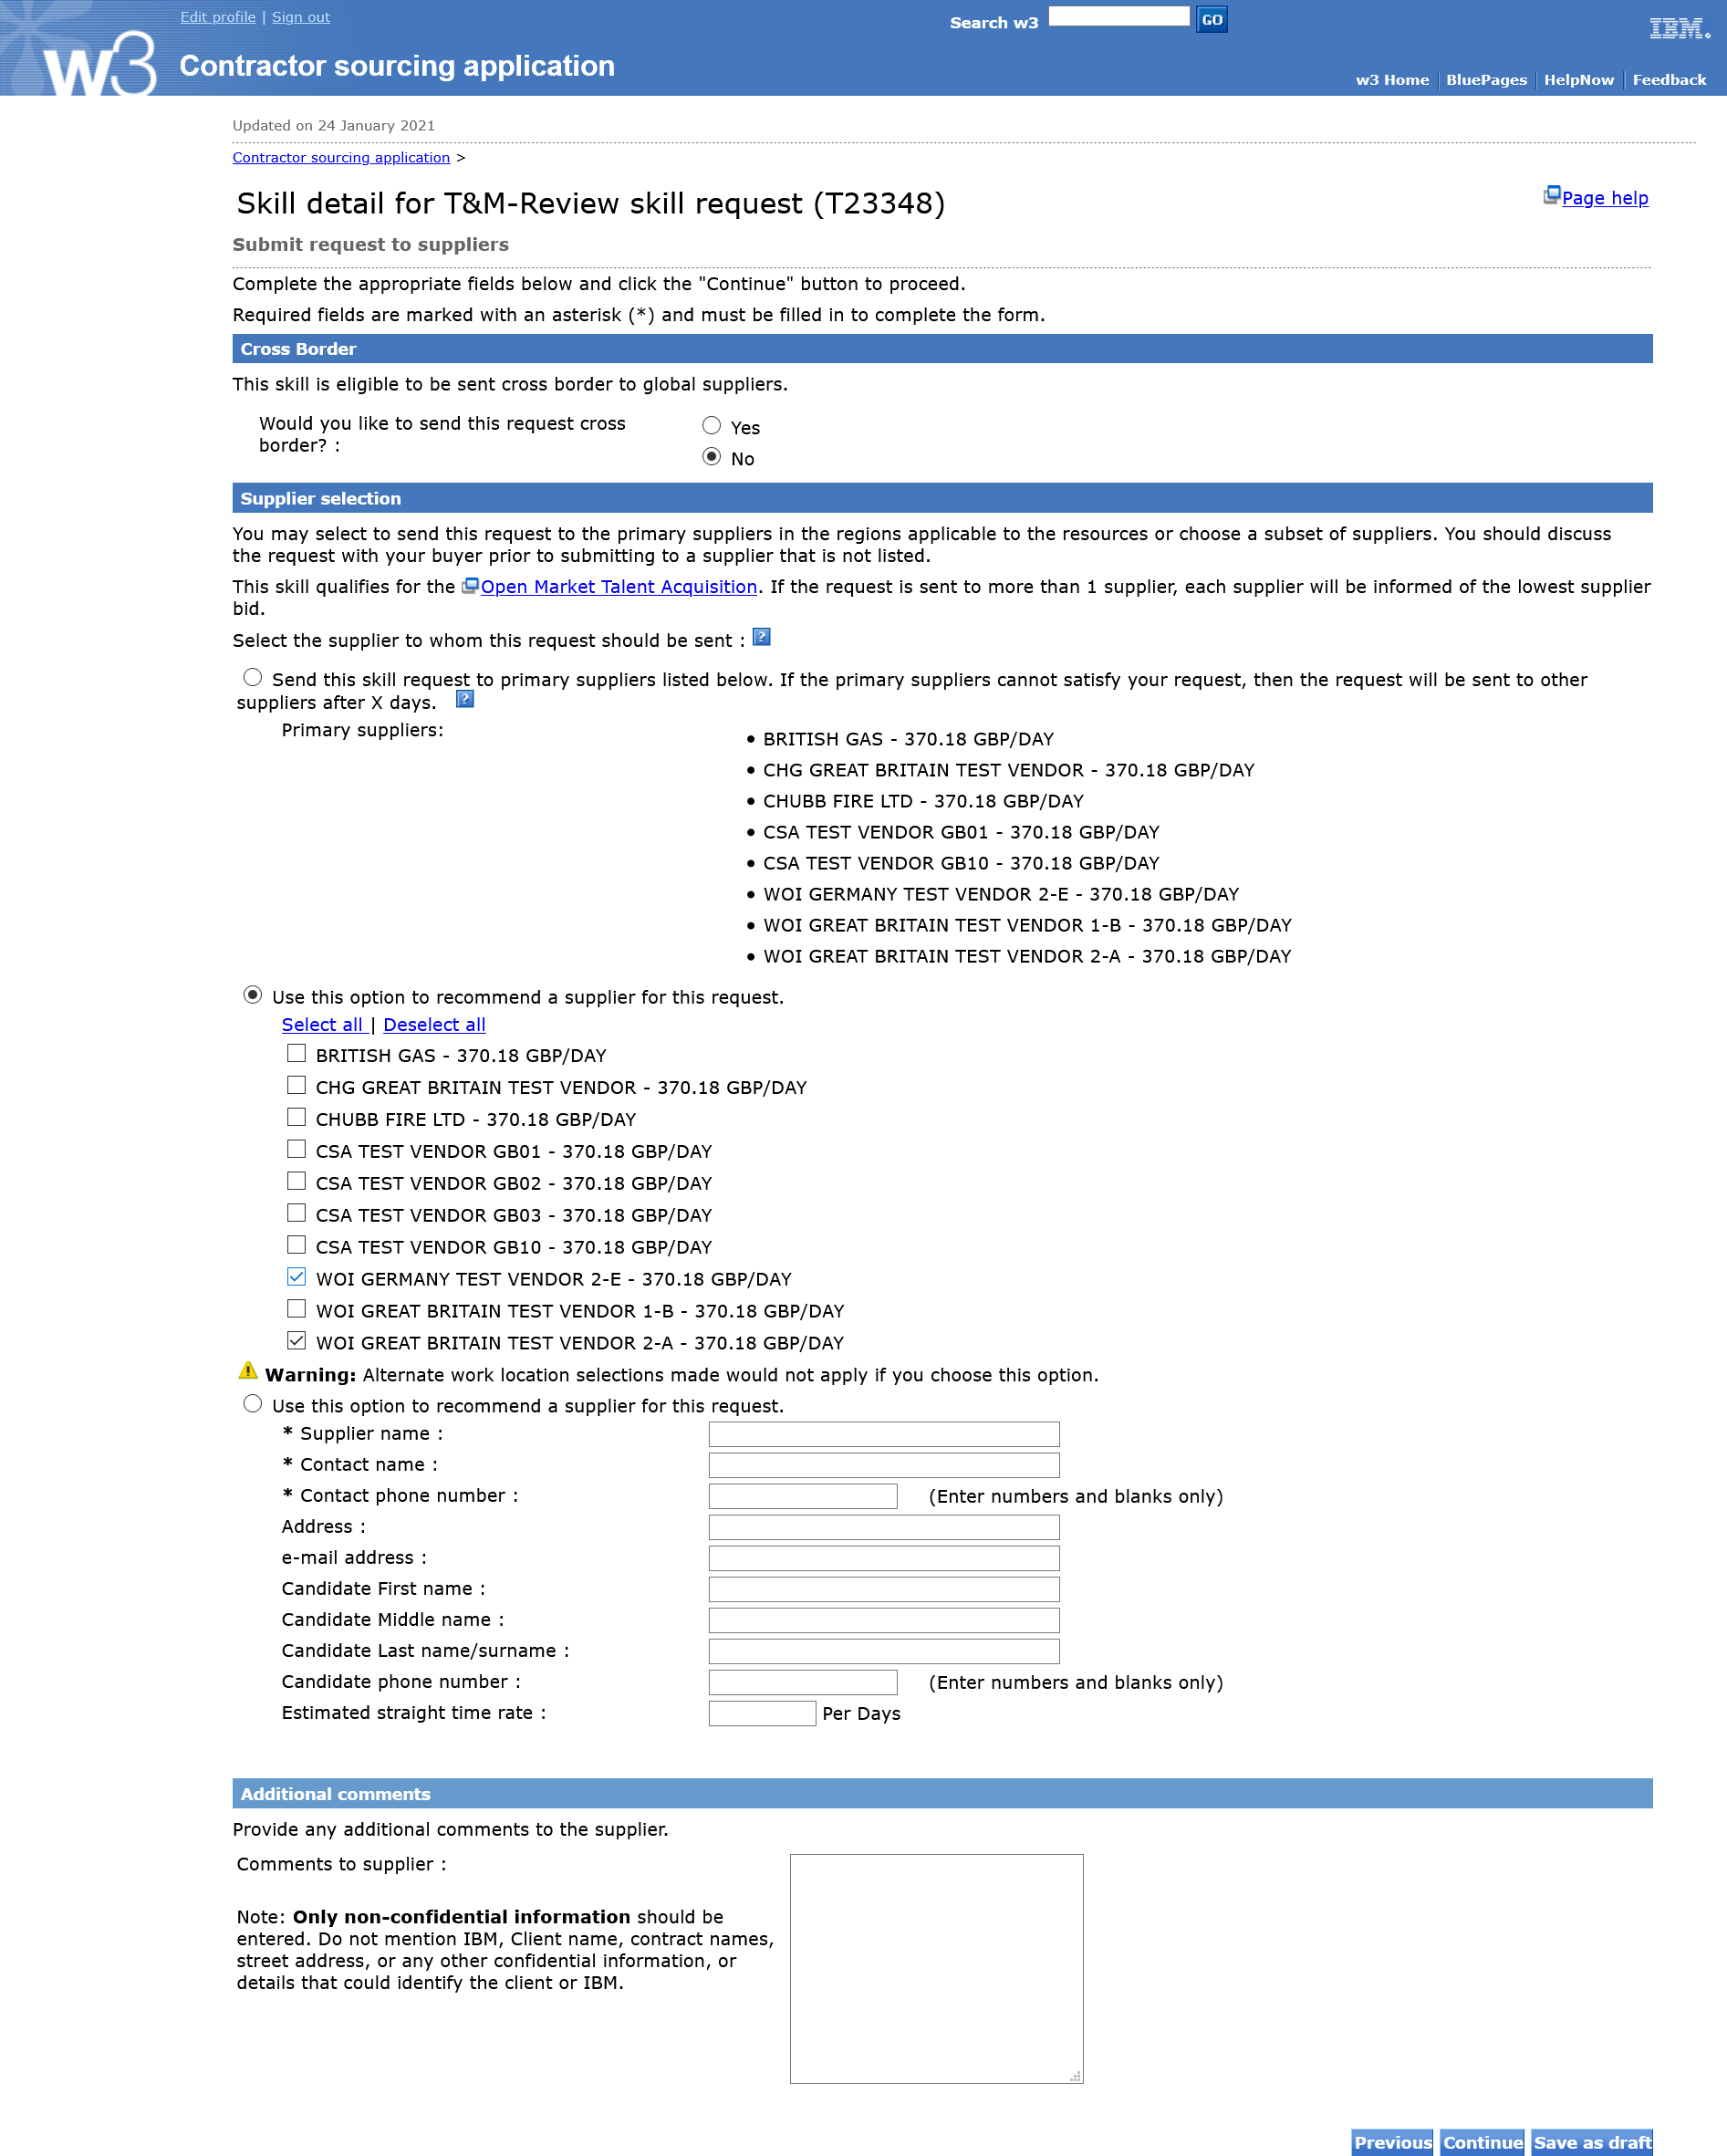 Edit profile | Sign out
Search w3 GO
IBM
w3 Contractor sourcing application
w3 Home BluePages HelpNow Feedback
Updated on 24 January 2021
Contractor sourcing application >
Skill detail for T&M-Review skill request (T23348)
Page help
Submit request to suppliers
Complete the appropriate fields below and click the "Continue" button to proceed.
Required fields are marked with an asterisk (*) and must be filled in to complete the form.
Cross Border
This skill is eligible to be sent cross border to global suppliers.
Would you like to send this request cross
border? :
Yes
No
Supplier selection
You may select to send this request to the primary suppliers in the regions applicable to the resources or choose a subset of suppliers. You should discuss
the request with your buyer prior to submitting to a supplier that is not listed.
This skill qualifies for the Open Market Talent Acquisition. If the request is sent to more than 1 supplier, each supplier will be informed of the lowest supplier
bid.
Select the supplier to whom this request should be sent : ?
Send this skill request to primary suppliers listed below. If the primary suppliers cannot satisfy your request, then the request will be sent to other
suppliers after X days. ?
Primary suppliers:
• BRITISH GAS - 370.18 GBP/DAY
• CHG GREAT BRITAIN TEST VENDOR - 370.18 GBP/DAY
• CHUBB FIRE LTD - 370.18 GBP/DAY
• CSA TEST VENDOR GB01 - 370.18 GBP/DAY
• CSA TEST VENDOR GB10 - 370.18 GBP/DAY
• WOI GERMANY TEST VENDOR 2-E - 370.18 GBP/DAY
• WOI GREAT BRITAIN TEST VENDOR 1-B - 370.18 GBP/DAY
• WOI GREAT BRITAIN TEST VENDOR 2-A - 370.18 GBP/DAY
Use this option to recommend a supplier for this request.
Select all | Deselect all
BRITISH GAS - 370.18 GBP/DAY
CHG GREAT BRITAIN TEST VENDOR - 370.18 GBP/DAY
CHUBB FIRE LTD - 370.18 GBP/DAY
CSA TEST VENDOR GB01 - 370.18 GBP/DAY
CSA TEST VENDOR GB02 - 370.18 GBP/DAY
CSA TEST VENDOR GB03 - 370.18 GBP/DAY
CSA TEST VENDOR GB10 - 370.18 GBP/DAY
WOI GERMANY TEST VENDOR 2-E - 370.18 GBP/DAY
WOI GREAT BRITAIN TEST VENDOR 1-B - 370.18 GBP/DAY
WOI GREAT BRITAIN TEST VENDOR 2-A - 370.18 GBP/DAY
Warning: Alternate work location selections made would not apply if you choose this option.
Use this option to recommend a supplier for this request.
* Supplier name :
* Contact name :
* Contact phone number : (Enter numbers and blanks only)
Address :
e-mail address :
Candidate First name :
Candidate Middle name :
Candidate Last name/surname :
Candidate phone number : (Enter numbers and blanks only)
Estimated straight time rate : Per Days
Additional comments
Provide any additional comments to the supplier.
Comments to supplier :
Note: Only non-confidential information should be
entered. Do not mention IBM, Client name, contract names,
street address, or any other confidential information, or
details that could identify the client or IBM.
Previous Continue Save as draft